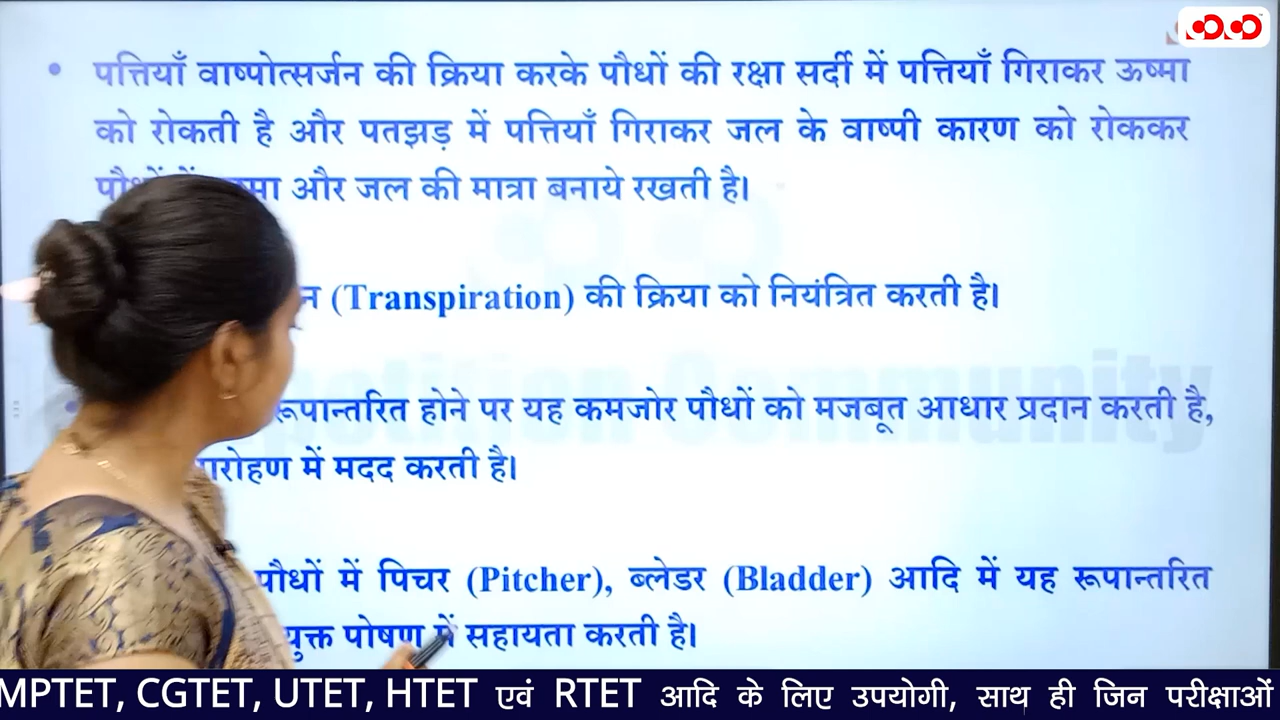 • पत्तियाँ वाष्पोत्सर्जन की क्रिया करके पौधों की रक्षा सर्दी में पत्तियाँ गिराकर ऊष्मा
को रोकती है और पतझड़ में पत्तियाँ गिराकर जल के वाष्पी कारण को रोककर
और जल की मात्रा बनाये रखती है।
(Transpiration) की क्रिया को नियंत्रित करती है।
रूपान्तरित होने पर यह कमजोर पौधों को मजबूत आधार प्रदान करती है,
में मदद करती है।
पौधों में पिचर (Pitcher), ब्लेडर (Bladder) आदि में यह रूपान्तरित
पोषण में सहायता करती है।
Competition Community
MPTET, CGTET, UTET, HTET एवं RTET आदि के लिए उपयोगी, साथ ही जिन परीक्षाओं